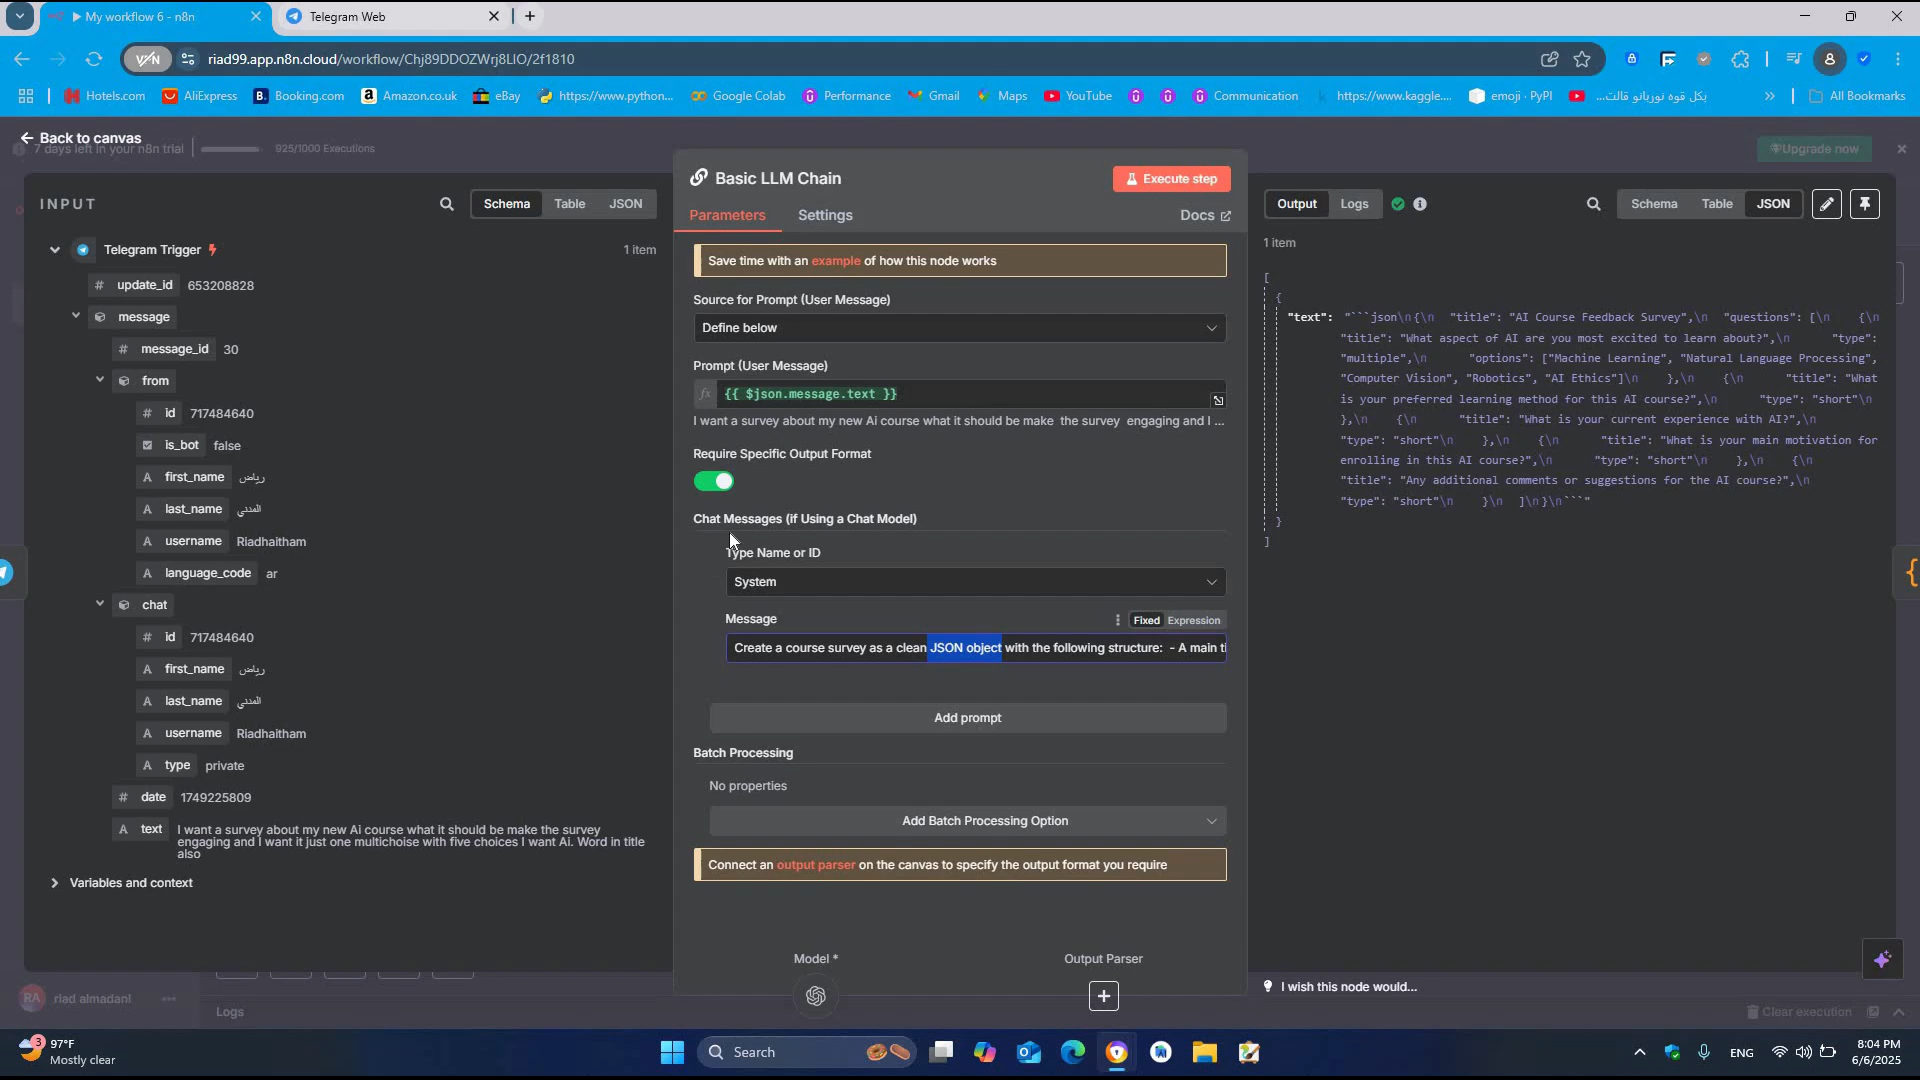 My workflow 6 - n8n
Telegram Web
VPN
riad99.app.n8n.cloud/workflow/Chj89DDOZWrj8LIO/2f1810
Hotels.com
AliExpress
Booking.com
Amazon.co.uk
eBay
https://www.python...
Google Colab
Performance
Gmail
Maps
YouTube
Communication
https://www.kaggle....
emoji · PyPI
بكل قوه نوربانو قالت...
All Bookmarks
Back to canvas
7 days left in your n8n trial
925/1000 Executions
Upgrade now
INPUT
Schema
Table
JSON
Telegram Trigger
1 item
# update_id 653208828
message
# message_id 30
from
# id 717484640
is_bot false
A first_name رياض
A last_name المدني
A username Riadhaitham
A language_code ar
chat
# id 717484640
A first_name رياض
A last_name المدني
A username Riadhaitham
A type private
# date 1749225809
A text I want a survey about my new Ai course what it should be make the survey
engaging and I want it just one multichoise with five choices I want Ai. Word in title
also
Variables and context
Basic LLM Chain
Execute step
Parameters
Settings
Docs
Save time with an example of how this node works
Source for Prompt (User Message)
Define below
Prompt (User Message)
fx {{ $json.message.text }}
I want a survey about my new Ai course what it should be make the survey engaging and I ...
Require Specific Output Format
Chat Messages (if Using a Chat Model)
Type Name or ID
System
Message
Fixed
Expression
Create a course survey as a clean JSON object with the following structure: - A main ti
Add prompt
Batch Processing
No properties
Add Batch Processing Option
Connect an output parser on the canvas to specify the output format you require
Model *
Output Parser
Output
Logs
Schema
Table
JSON
1 item
[
{
"text": "```json\n{\n "title": "AI Course Feedback Survey",\n "questions": [\n {\n
"title": "What aspect of AI are you most excited to learn about?",\n "type":
"multiple",\n "options": ["Machine Learning", "Natural Language Processing",
"Computer Vision", "Robotics", "AI Ethics"]\n },\n {\n "title": "What
is your preferred learning method for this AI course?",\n "type": "short"\n
},\n {\n "title": "What is your current experience with AI?",\n
"type": "short"\n },\n {\n "title": "What is your main motivation for
enrolling in this AI course?",\n "type": "short"\n },\n {\n
"title": "Any additional comments or suggestions for the AI course?",\n
"type": "short"\n }\n ]\n}\n```"
}
]
I wish this node would...
RA
riad almadani
Logs
Clear execution
3
97°F
Mostly clear
Search
ENG
8:04 PM
6/6/2025